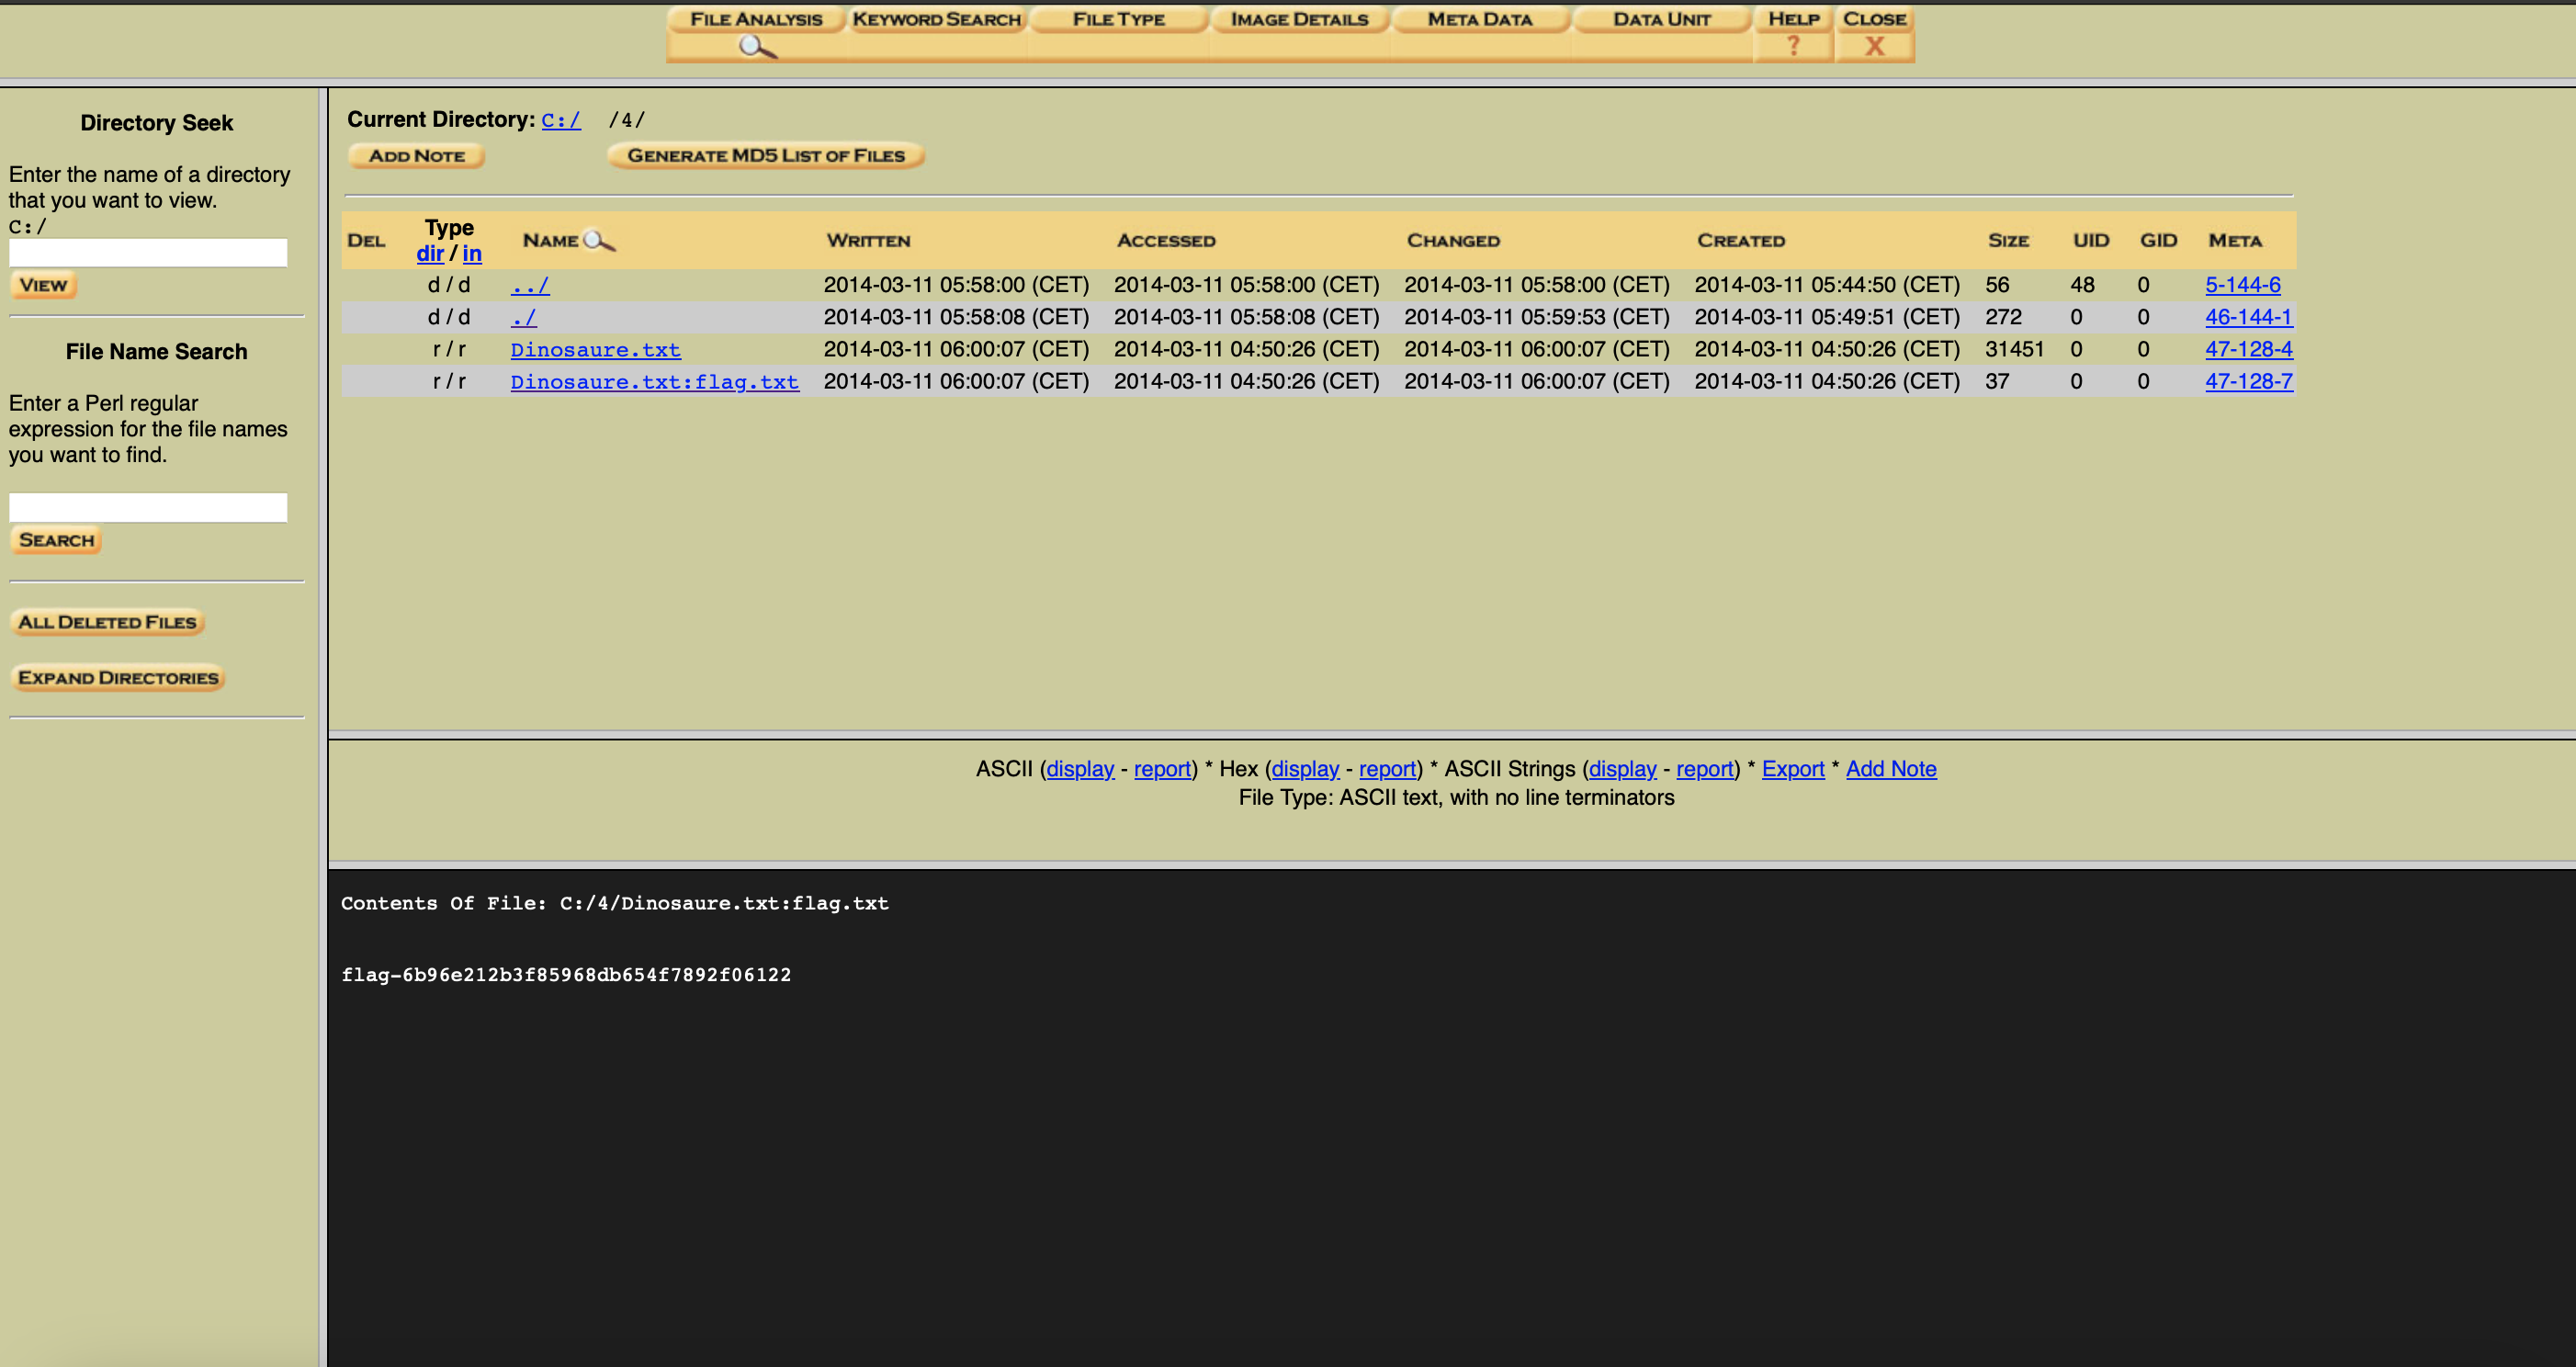 FILE ANALYSIS KEYWORD SEARCH FILE TYPE IMAGE DETAILS META DATA DATA UNIT HELP CLOSE
? X
Directory Seek
Enter the name of a directory
that you want to view.
C:/
VIEW
File Name Search
Enter a Perl regular
expression for the file names
you want to find.
SEARCH
ALL DELETED FILES
EXPAND DIRECTORIES
Current Directory: C:/ /4/
ADD NOTE GENERATE MD5 LIST OF FILES
DEL Type dir / in NAME WRITTEN ACCESSED CHANGED CREATED SIZE UID GID META
d / d ../ 2014-03-11 05:58:00 (CET) 2014-03-11 05:58:00 (CET) 2014-03-11 05:58:00 (CET) 2014-03-11 05:44:50 (CET) 56 48 0 5-144-6
d / d ./ 2014-03-11 05:58:08 (CET) 2014-03-11 05:58:08 (CET) 2014-03-11 05:59:53 (CET) 2014-03-11 05:49:51 (CET) 272 0 0 46-144-1
r / r Dinosaure.txt 2014-03-11 06:00:07 (CET) 2014-03-11 04:50:26 (CET) 2014-03-11 06:00:07 (CET) 2014-03-11 04:50:26 (CET) 31451 0 0 47-128-4
r / r Dinosaure.txt:flag.txt 2014-03-11 06:00:07 (CET) 2014-03-11 04:50:26 (CET) 2014-03-11 06:00:07 (CET) 2014-03-11 04:50:26 (CET) 37 0 0 47-128-7
ASCII (display - report) * Hex (display - report) * ASCII Strings (display - report) * Export * Add Note
File Type: ASCII text, with no line terminators
Contents Of File: C:/4/Dinosaure.txt:flag.txt
flag-6b96e212b3f85968db654f7892f06122